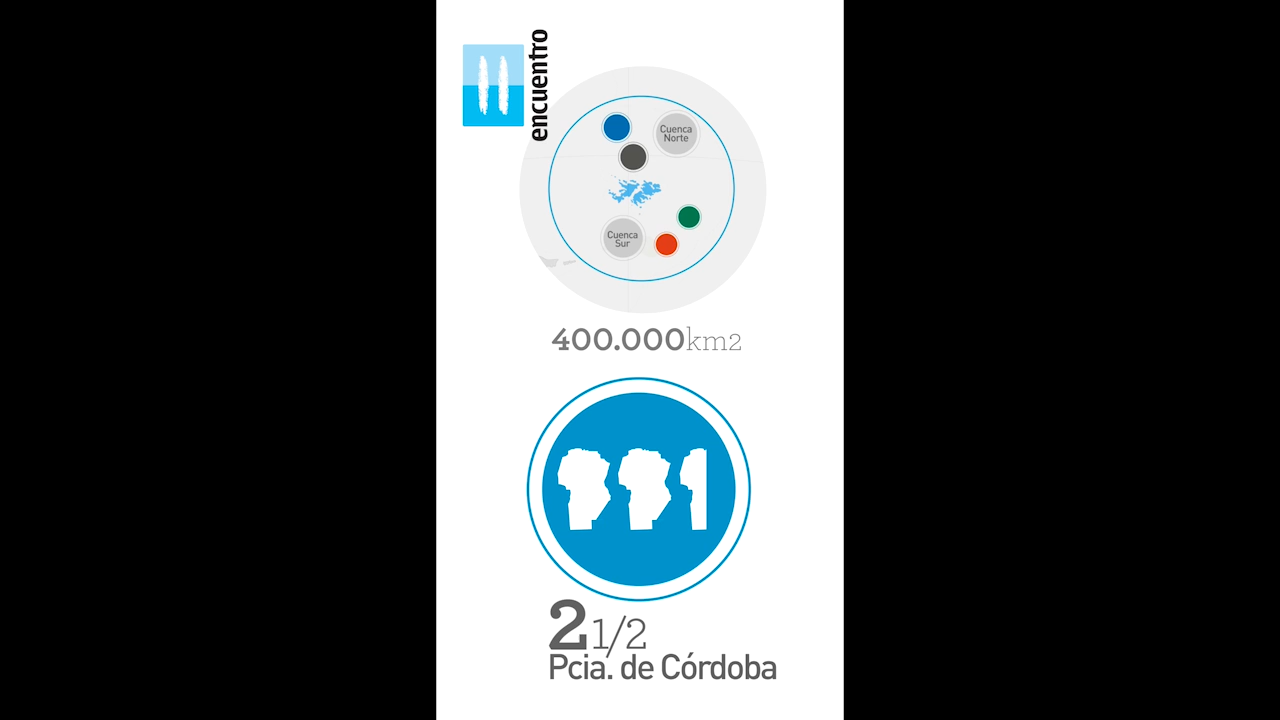 encuentro
Cuenca
Norte
Cuenca
Sur
400.000km2
2 1/2
Pcia. de Córdoba